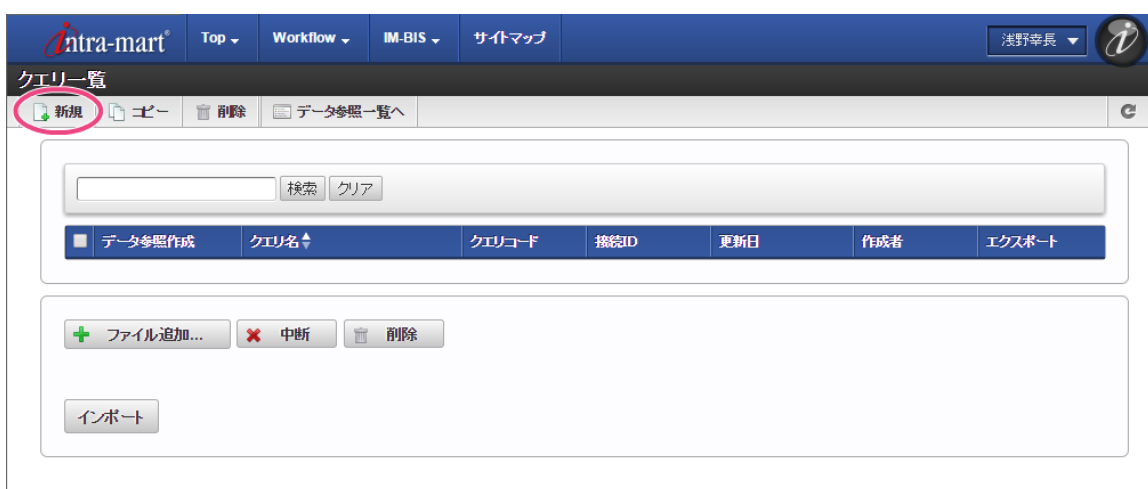 intra-mart® Top Workflow IM-BIS サイトマップ 浅野幸長
クエリ一覧
新規 コピー 削除 データ参照一覧へ
検索 クリア
データ参照作成 クエリ名 クエリコード 接続ID 更新日 作成者 エクスポート
ファイル追加... 中断 削除
インポート